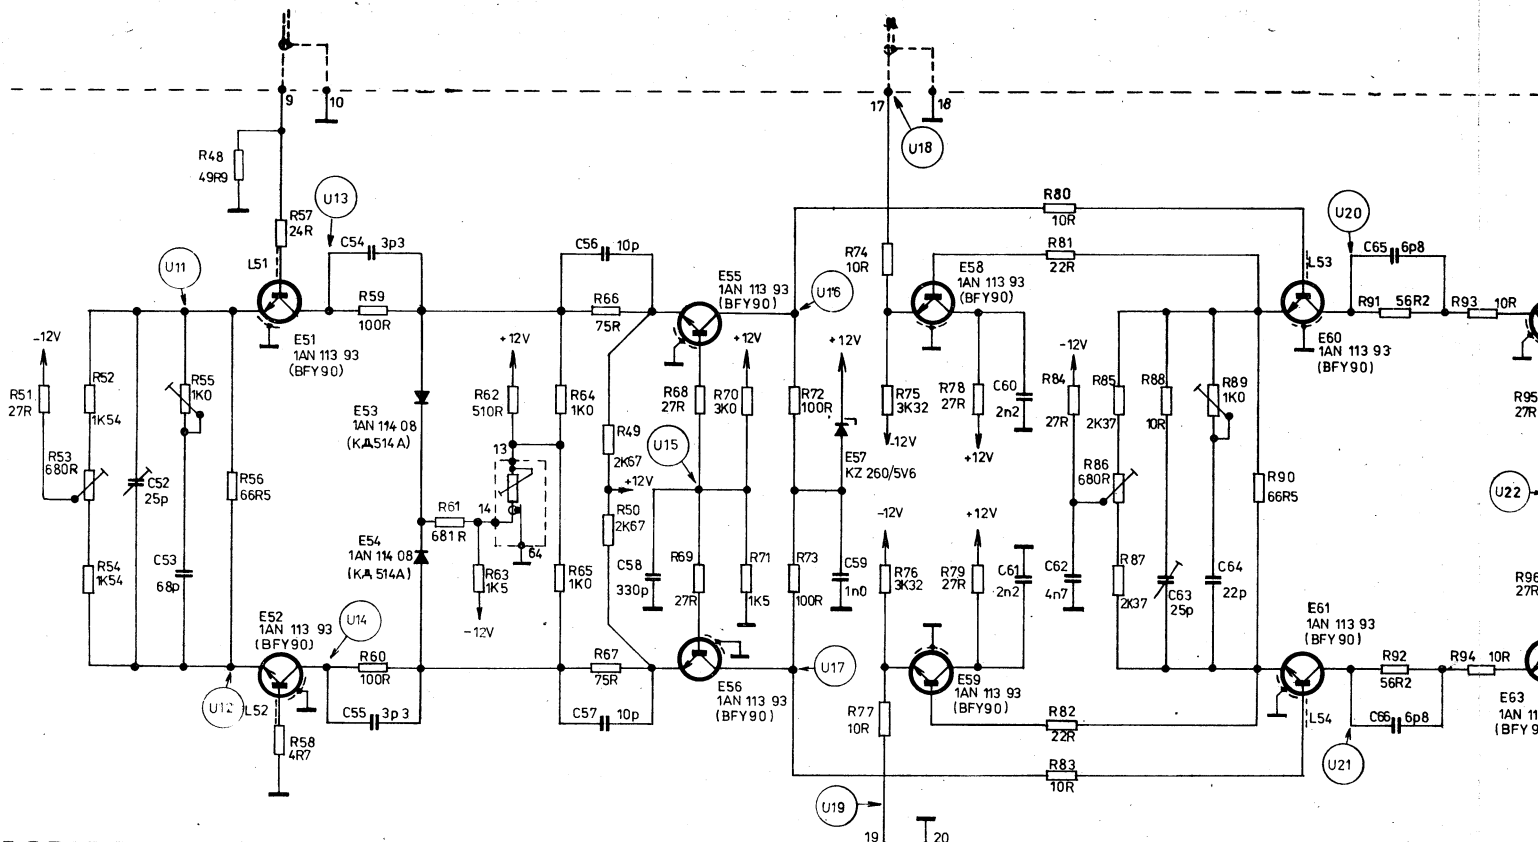 9
10
17
18
U18
R48
49R9
R57
24R
U13
R80
10R
U20
C54 3p3
C56 10p
R74
10R
R81
22R
C65 6p8
U11
L51
E55
1AN 113 93
(BFY90)
U16
E58
1AN 113 93
(BFY90)
L53
R59
100R
R66
75R
R91 56R2
R93 10R
-12V
E51
1AN 113 93
(BFY90)
+12V
+12V
+12V
-12V
E60
1AN 113 93
(BFY90)
R51
27R
R52
1K54
R55
1K0
R62
510R
R64
1K0
R68
27R
R70
3K0
R72
100R
R75
3K32
R78
27R
C60
2n2
R84
27R
R85
2K37
R88
10R
R89
1K0
R95
27R
E53
1AN 114 08
(КД 514 A)
R49
2K67
U15
E57
KZ 260/5V6
-12V
+12V
13
R53
680R
C52
25p
R56
66R5
+12V
R86
680R
R90
66R5
U22
R61
681R
14
R50
2K67
-12V
+12V
64
R54
1K54
C53
68p
E54
1AN 114 08
(КД 514A)
R63
1K5
R65
1K0
C58
330p
R69
27R
R71
1K5
R73
100R
C59
1n0
R76
3K32
R79
27R
C61
2n2
C62
4n7
R87
2K37
C63
25p
C64
22p
R96
27R
-12V
E52
1AN 113 93
(BFY90)
U14
E61
1AN 113 93
(BFY90)
R60
100R
R67
75R
U17
R92
56R2
R94 10R
U12
L52
C55 3p3
C57 10p
E56
1AN 113 93
(BFY90)
E59
1AN 113 93
(BFY90)
R77
10R
R82
22R
L54
C66 6p8
E63
1AN 11
(BFY 9
R58
4R7
R83
10R
U21
U19
19
20